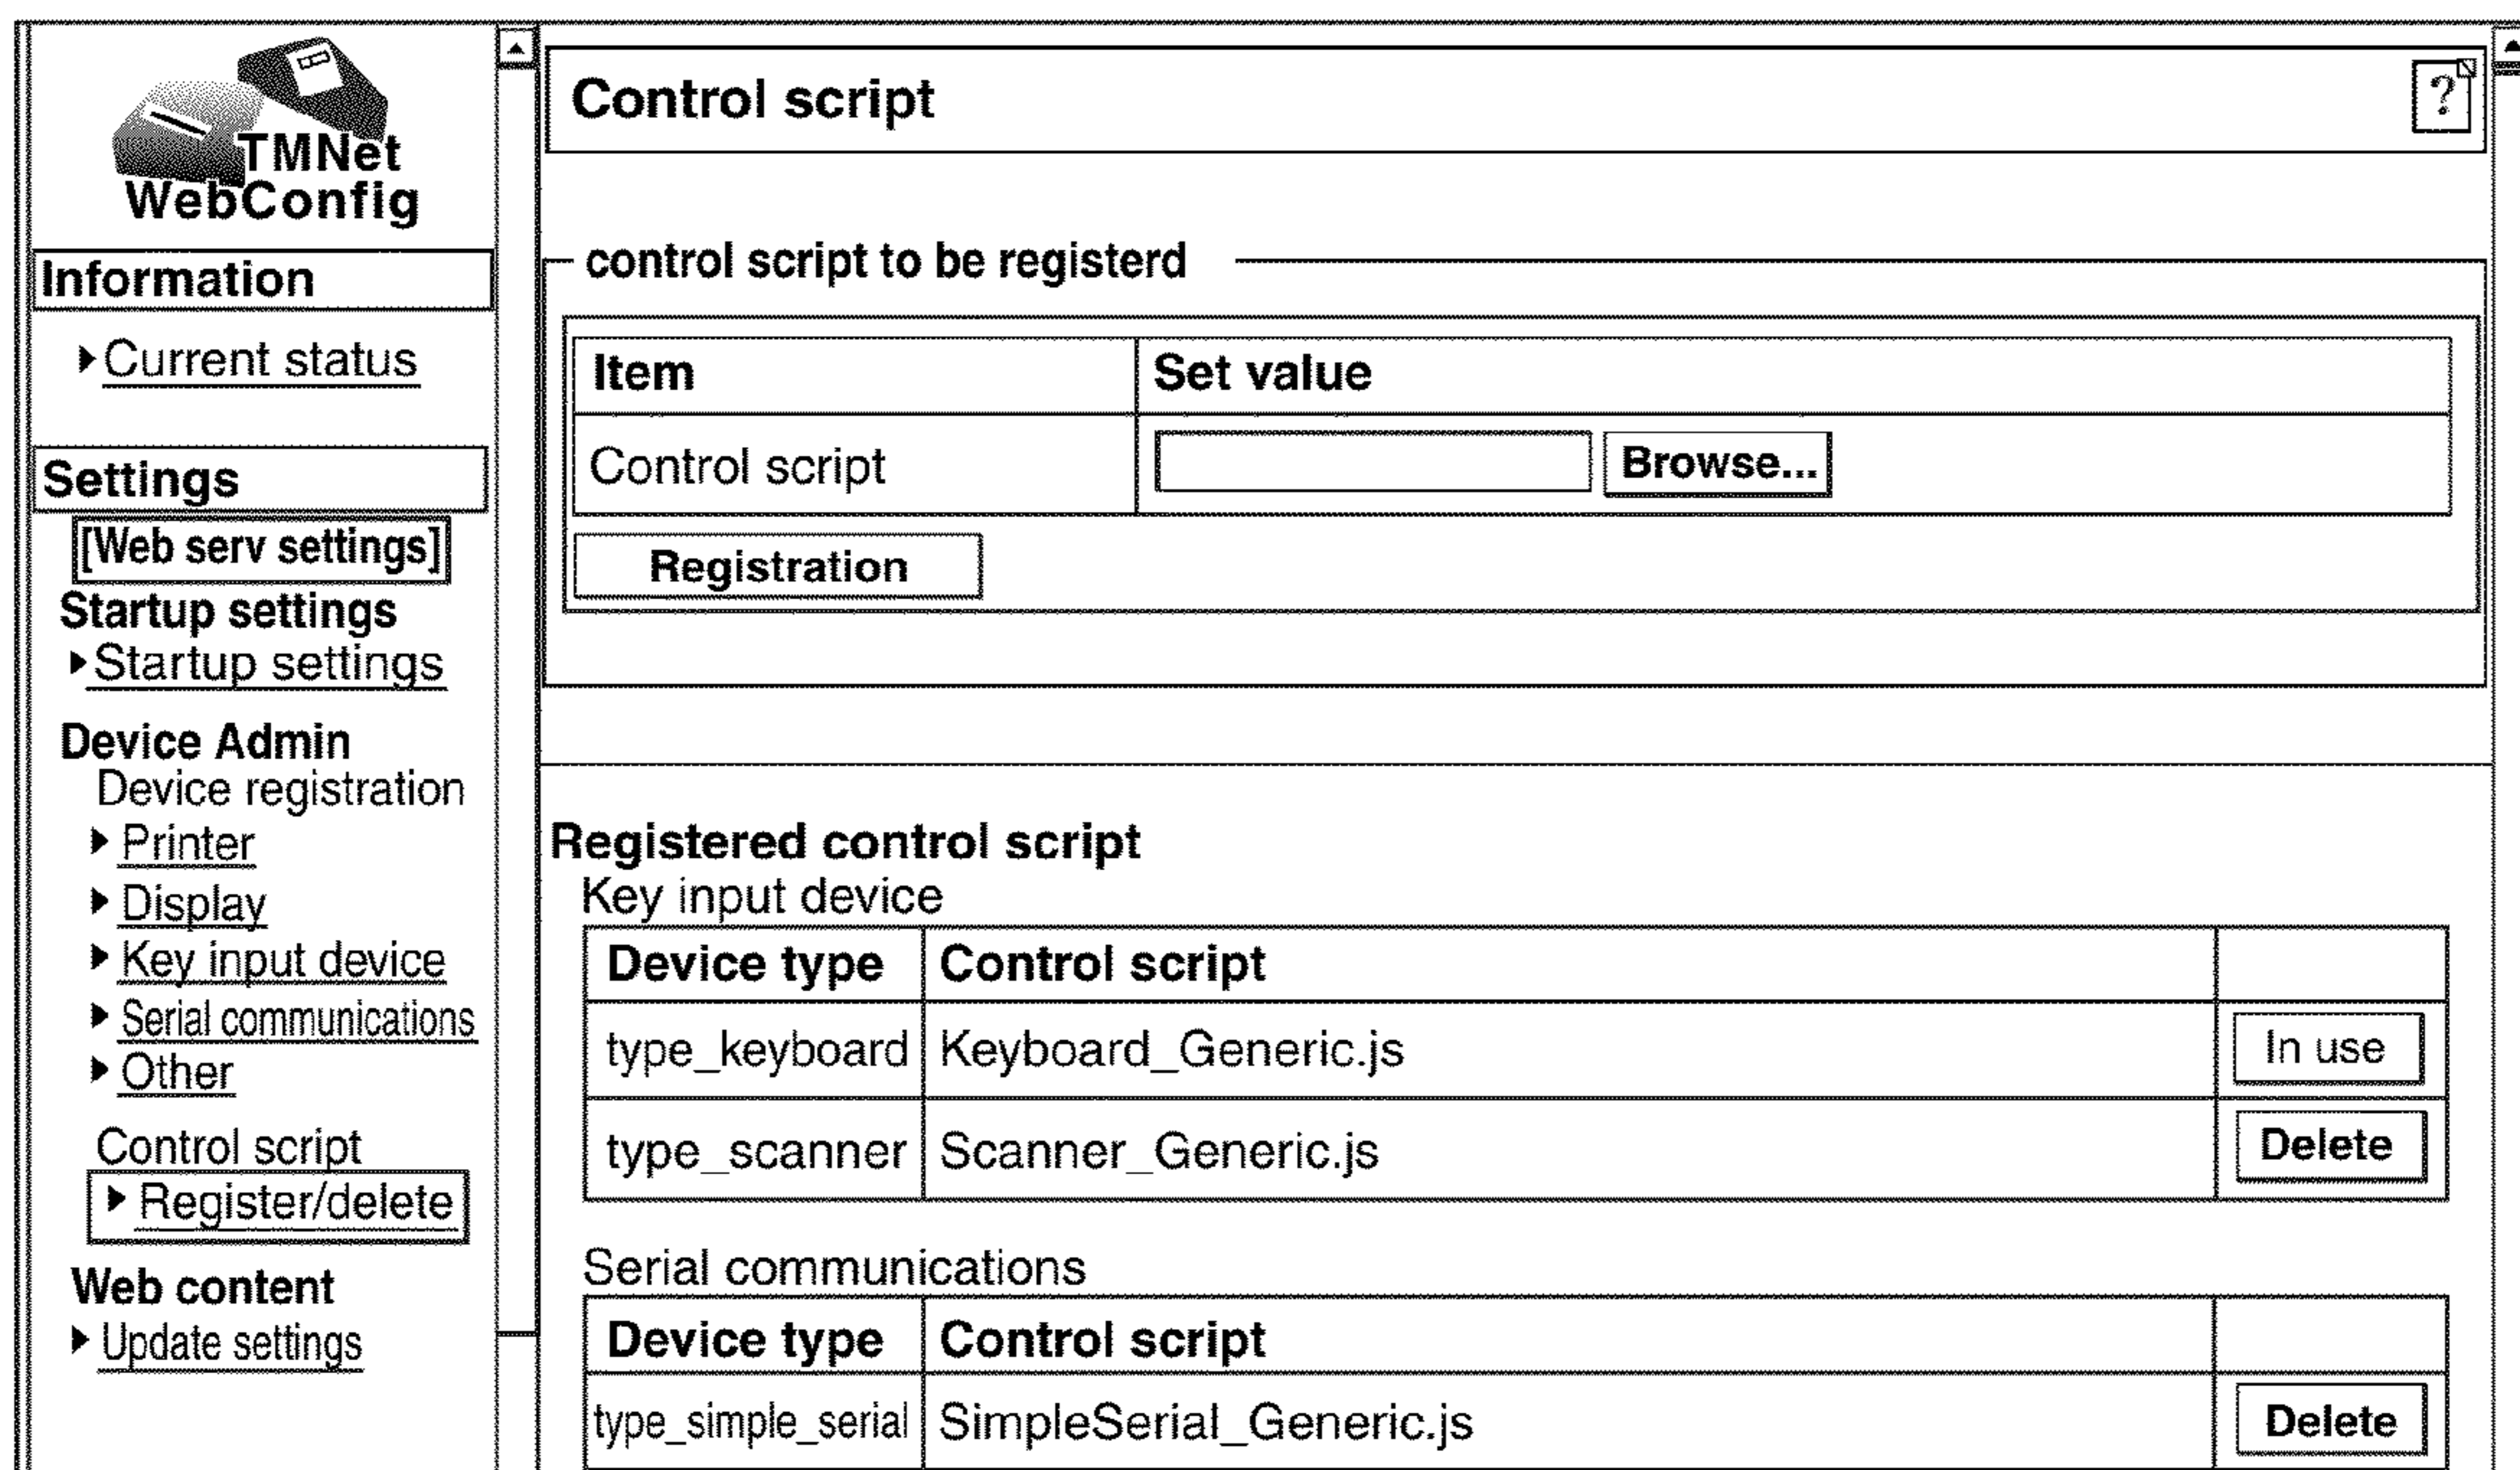 TMNet
WebConfig
Information
Current status
Settings
[Web serv settings]
Startup settings
Startup settings
Device Admin
Device registration
Printer
Display
Key input device
Serial communications
Other
Control script
Register/delete
Web content
Update settings
Control script
?
control script to be registerd
Item Set value
Control script Browse...
Registration
Registered control script
Key input device
Device type Control script
type_keyboard Keyboard_Generic.js In use
type_scanner Scanner_Generic.js Delete
Serial communications
Device type Control script
type_simple_serial SimpleSerial_Generic.js Delete